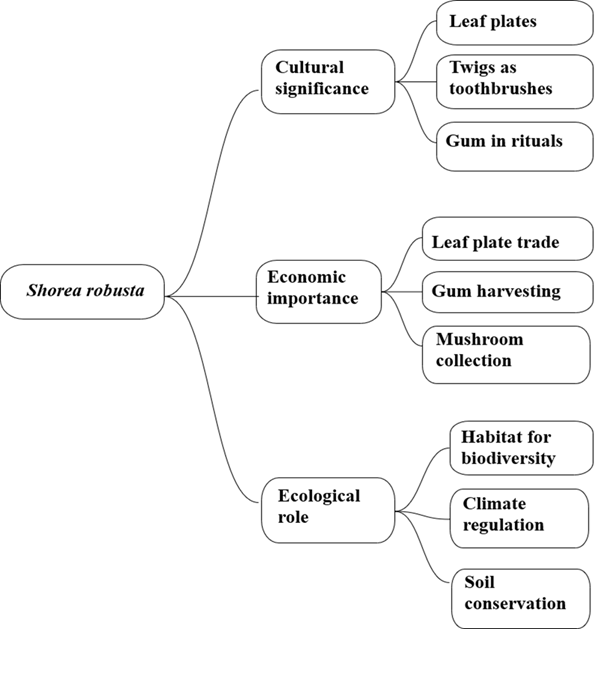 Leaf plates
Cultural
significance
Twigs as
toothbrushes
Gum in rituals
Shorea robusta
Economic
importance
Leaf plate trade
Gum harvesting
Mushroom
collection
Ecological
role
Habitat for
biodiversity
Climate
regulation
Soil
conservation